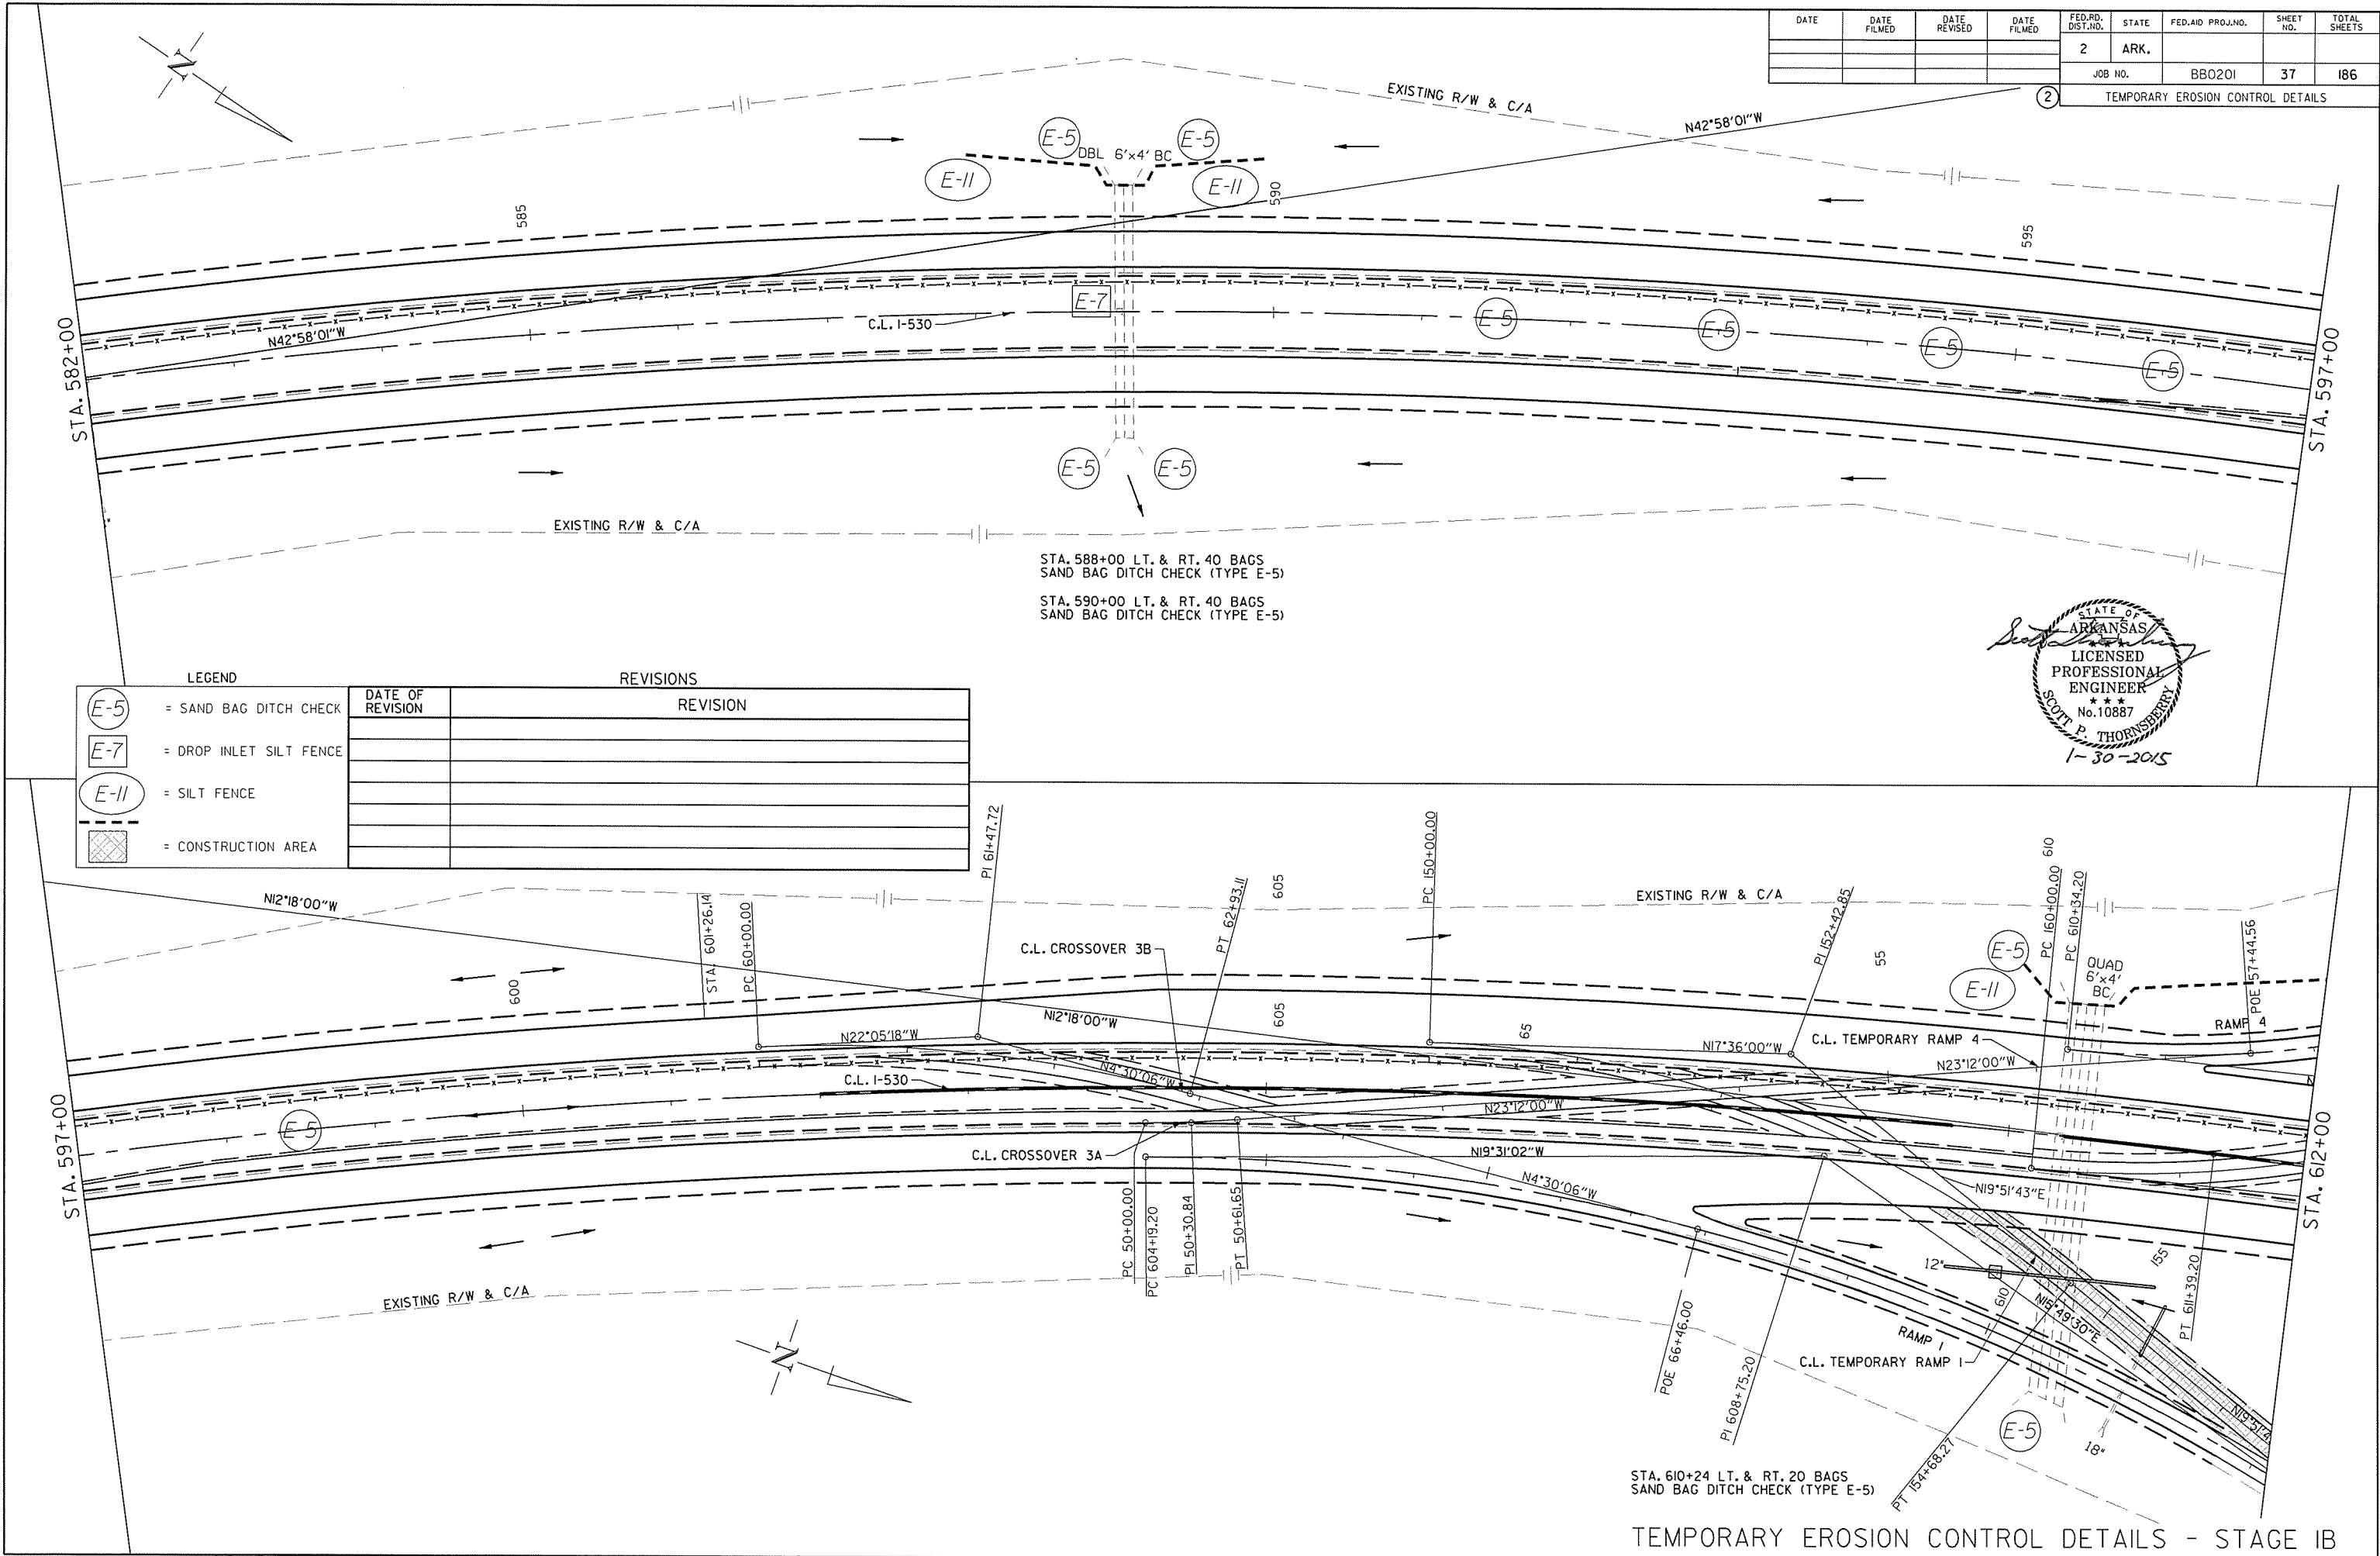 DATE
DATE FILMED
DATE REVISED
DATE FILMED
FED.RD. DIST.NO.
STATE
FED.AID PROJ.NO.
SHEET NO.
TOTAL SHEETS
2
ARK.
JOB NO.
BB0201
37
186
2
TEMPORARY EROSION CONTROL DETAILS
N
EXISTING R/W & C/A
N42°58'01"W
E-5
DBL 6'x4' BC
E-5
E-11
E-11
585
590
595
E-7
C.L. I-530
N42°58'01"W
E-5
E-5
E-5
E-5
STA. 582+00
STA. 597+00
E-5
E-5
EXISTING R/W & C/A
STA. 588+00 LT. & RT. 40 BAGS
SAND BAG DITCH CHECK (TYPE E-5)
STA. 590+00 LT. & RT. 40 BAGS
SAND BAG DITCH CHECK (TYPE E-5)
STATE OF
ARKANSAS
LICENSED
PROFESSIONAL
ENGINEER
No.10887
SCOTT P. THORNSBERRY
1-30-2015
LEGEND
E-5 = SAND BAG DITCH CHECK
E-7 = DROP INLET SILT FENCE
E-11 = SILT FENCE
= CONSTRUCTION AREA
REVISIONS
DATE OF REVISION
REVISION
N12°18'00"W
600
STA. 601+26.14
PC 60+00.00
PI 61+47.72
PT 62+93.11
605
C.L. CROSSOVER 3B
PC 150+00.00
EXISTING R/W & C/A
PI 152+42.85
55
610
PC 160+00.00
PC 610+34.20
E-5
E-11
QUAD
6'x4'
BC
POE 57+44.56
RAMP 4
N22°05'18"W
N12°18'00"W
605
65
N17°36'00"W
C.L. TEMPORARY RAMP 4
N23°12'00"W
C.L. I-530
N4°30'06"W
N23°12'00"W
E-5
C.L. CROSSOVER 3A
N19°31'02"W
N4°30'06"W
N19°51'43"E
STA. 597+00
STA. 612+00
PC 50+00.00
PC 604+19.20
PI 50+30.84
PT 50+61.65
EXISTING R/W & C/A
N
12"
155
610
N15°49'30"E
PT 611+39.20
POE 66+46.00
PI 608+75.20
RAMP 1
C.L. TEMPORARY RAMP 1
E-5
18"
PT 154+68.27
STA. 610+24 LT. & RT. 20 BAGS
SAND BAG DITCH CHECK (TYPE E-5)
TEMPORARY EROSION CONTROL DETAILS - STAGE 1B